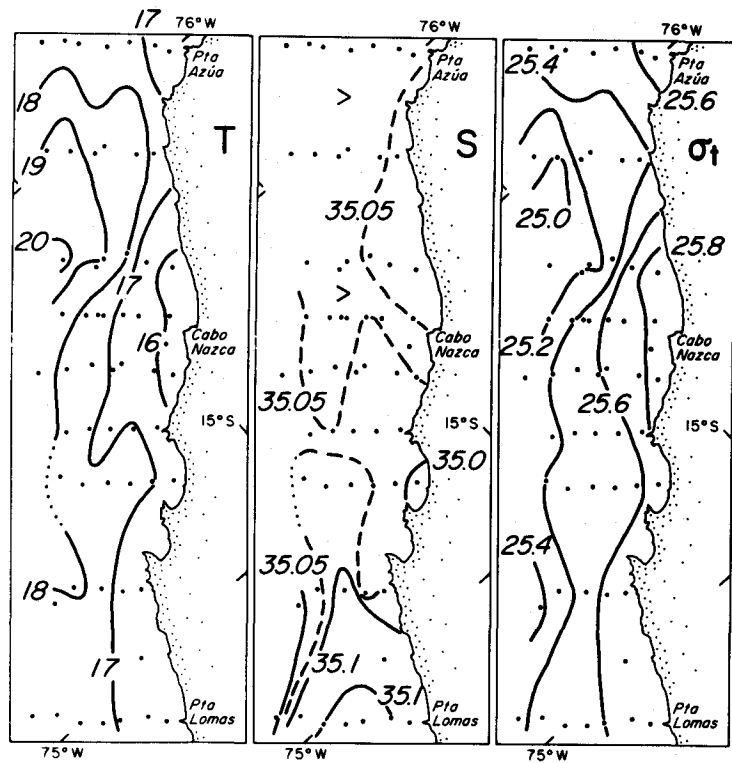 17
76°W
Pta
Azúa
18
T
19
20
17
Cabo
Nazca
16
15°S
18
17
Pta
Lomas
75°W
76°W
Pta
Azúa
>
S
35.05
>
Cabo
Nazca
35.05
15°S
35.0
35.05
35.1
35.1
Pta
Lomas
75°W
76°W
25.4
Pta
Azúa
25.6
σt
25.0
25.8
25.2
Cabo
Nazca
25.6
15°S
25.4
Pta
Lomas
75°W